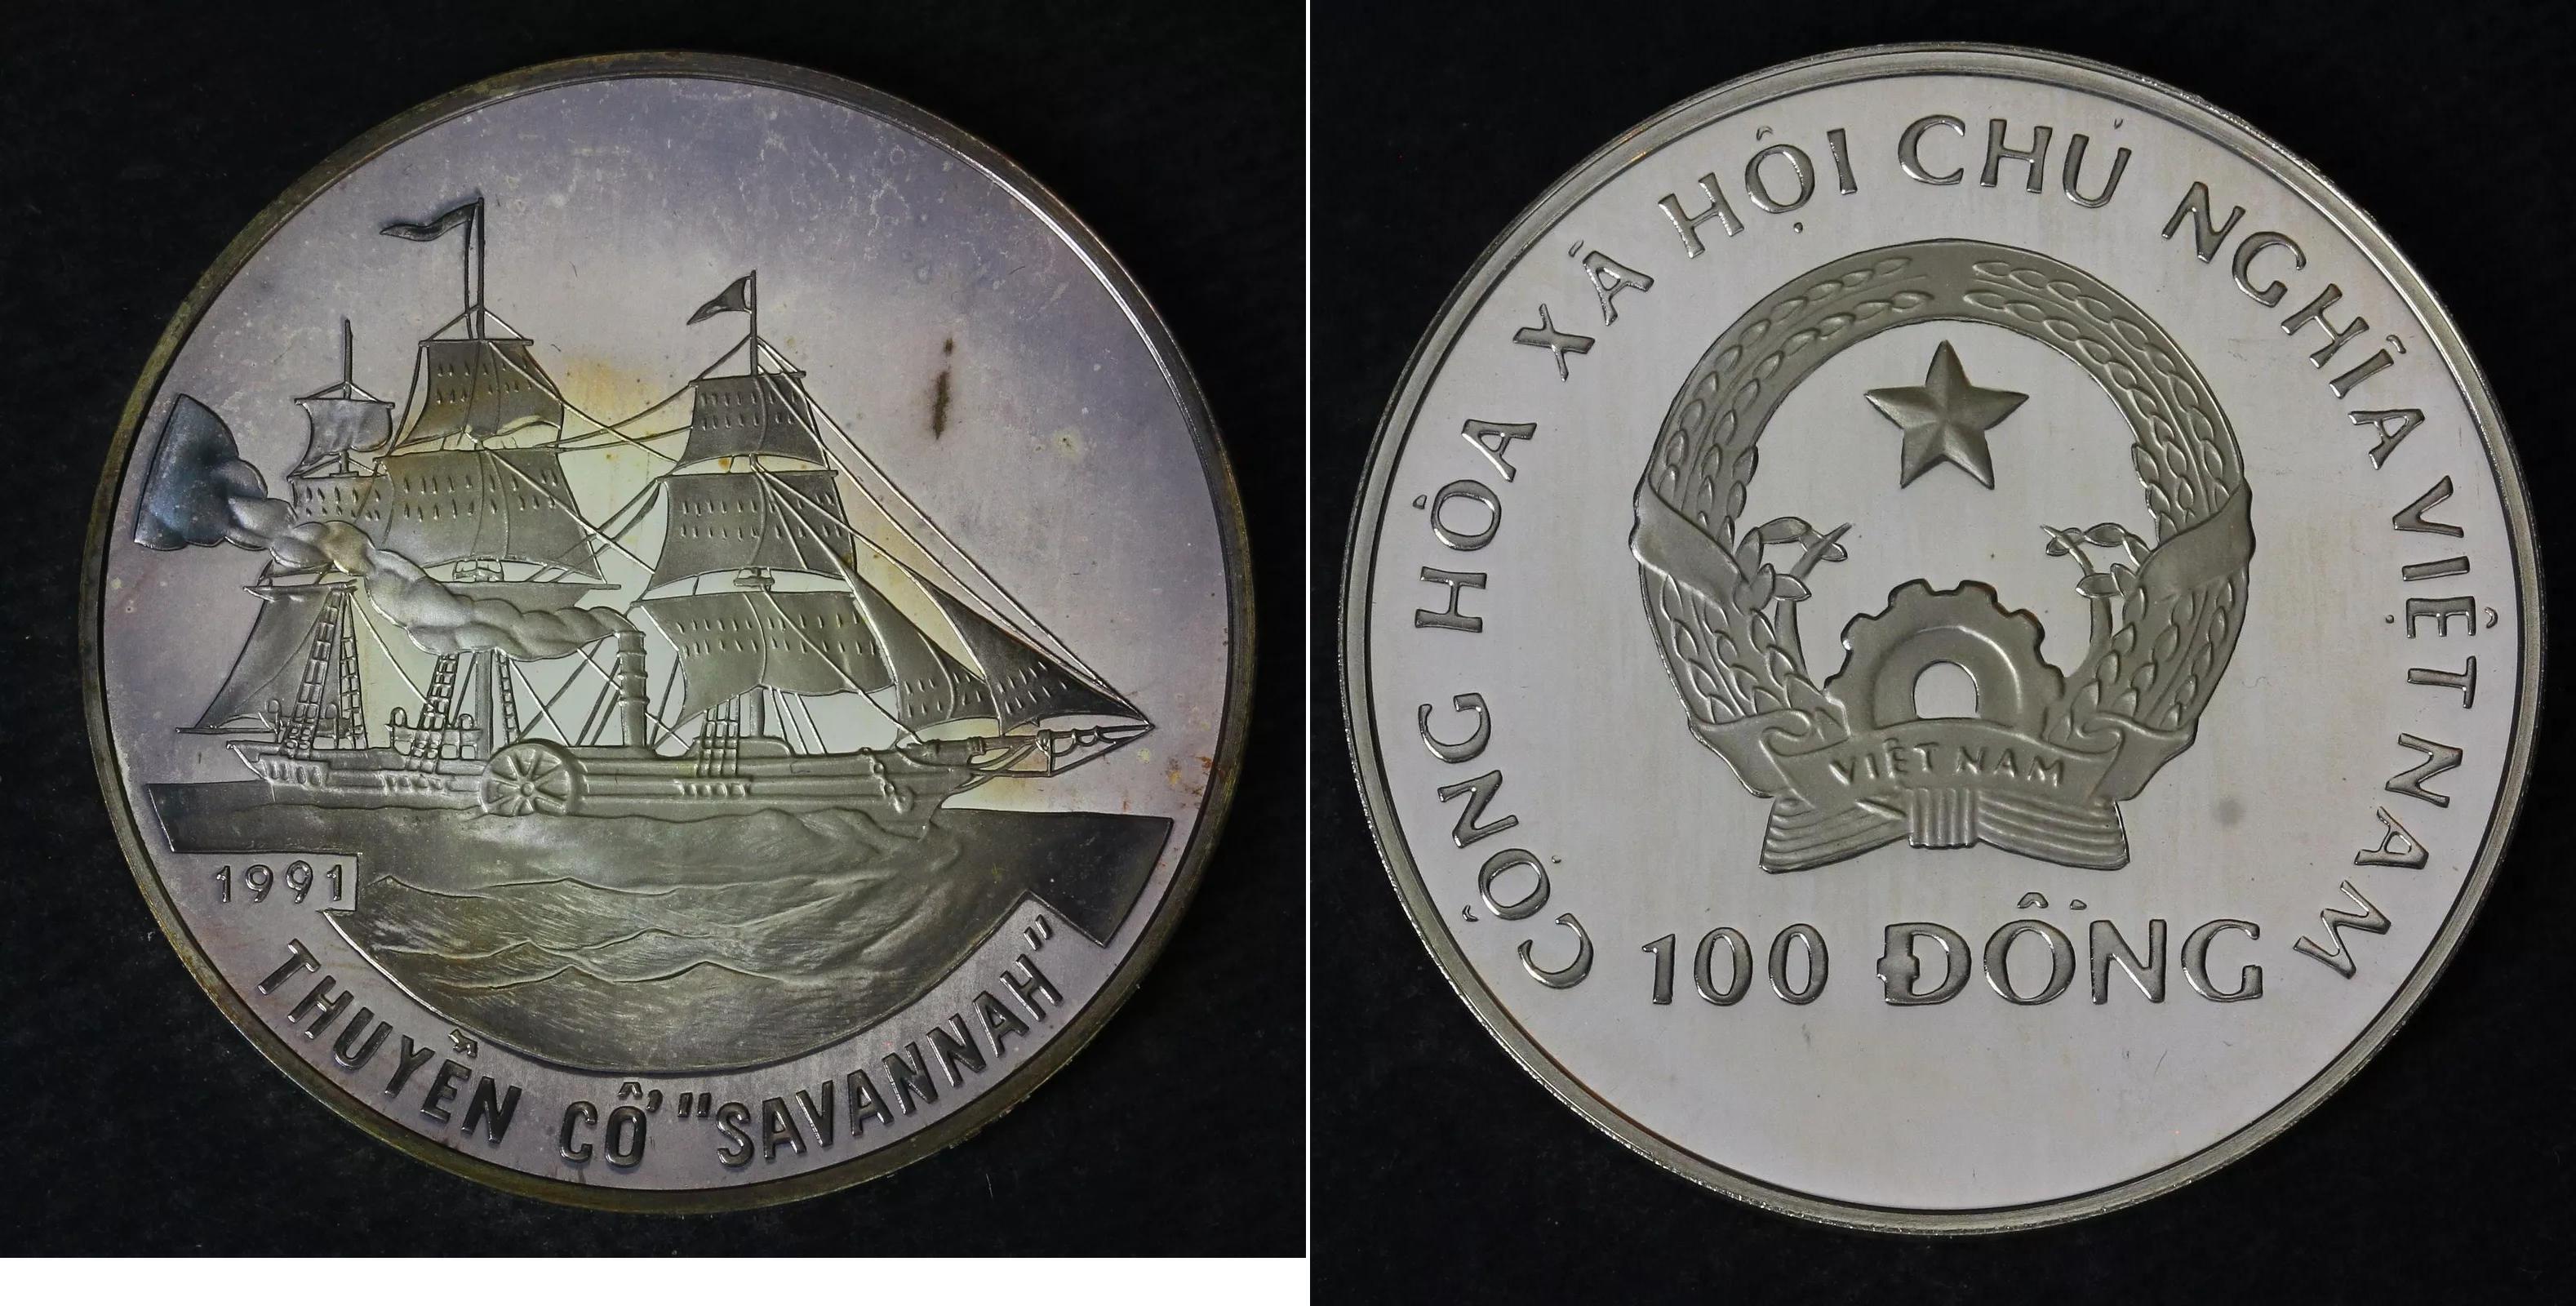 1991
THUYỀN CỔ "SAVANNAH"
CỘNG HÒA XÃ HỘI CHỦ NGHĨA VIỆT NAM
VIỆT NAM
100 ĐỒNG